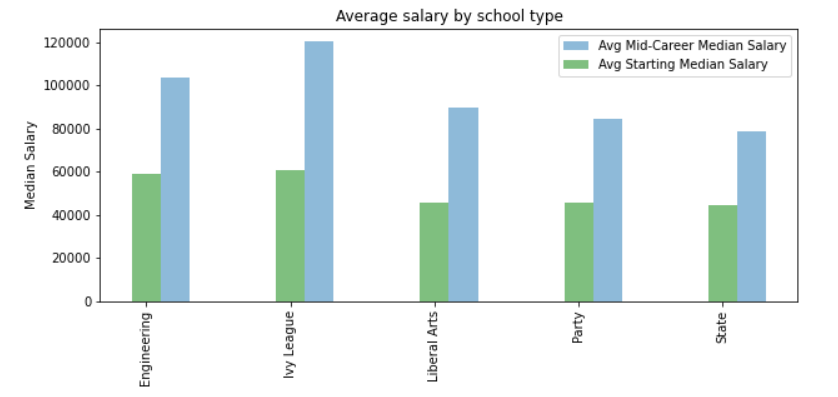 Average salary by school type
Avg Mid-Career Median Salary
Avg Starting Median Salary
Median Salary
120000
100000
80000
60000
40000
20000
0
Engineering
Ivy League
Liberal Arts
Party
State